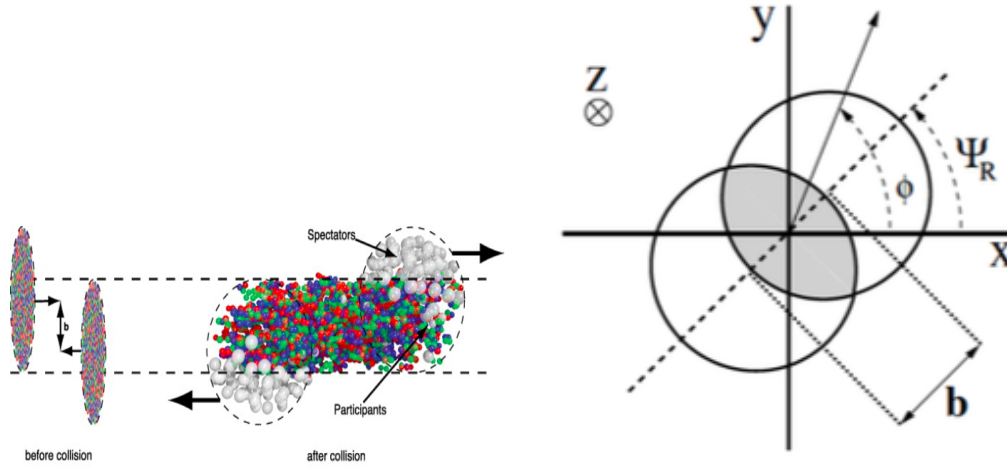 Spectators
b
Participants
before collision
after collision
y
Z
Ψ_R
ϕ
X
b